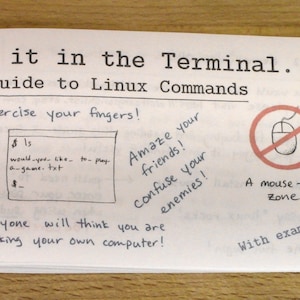 it in the Terminal.
uide to Linux Commands
ercise your fingers!
$ ls
would-you-like-to-play-
a-game.txt
$_
Amaze your
friends!
confuse your
enemies!
A mouse-
zone
yone will think you are
king your own computer!
With exam